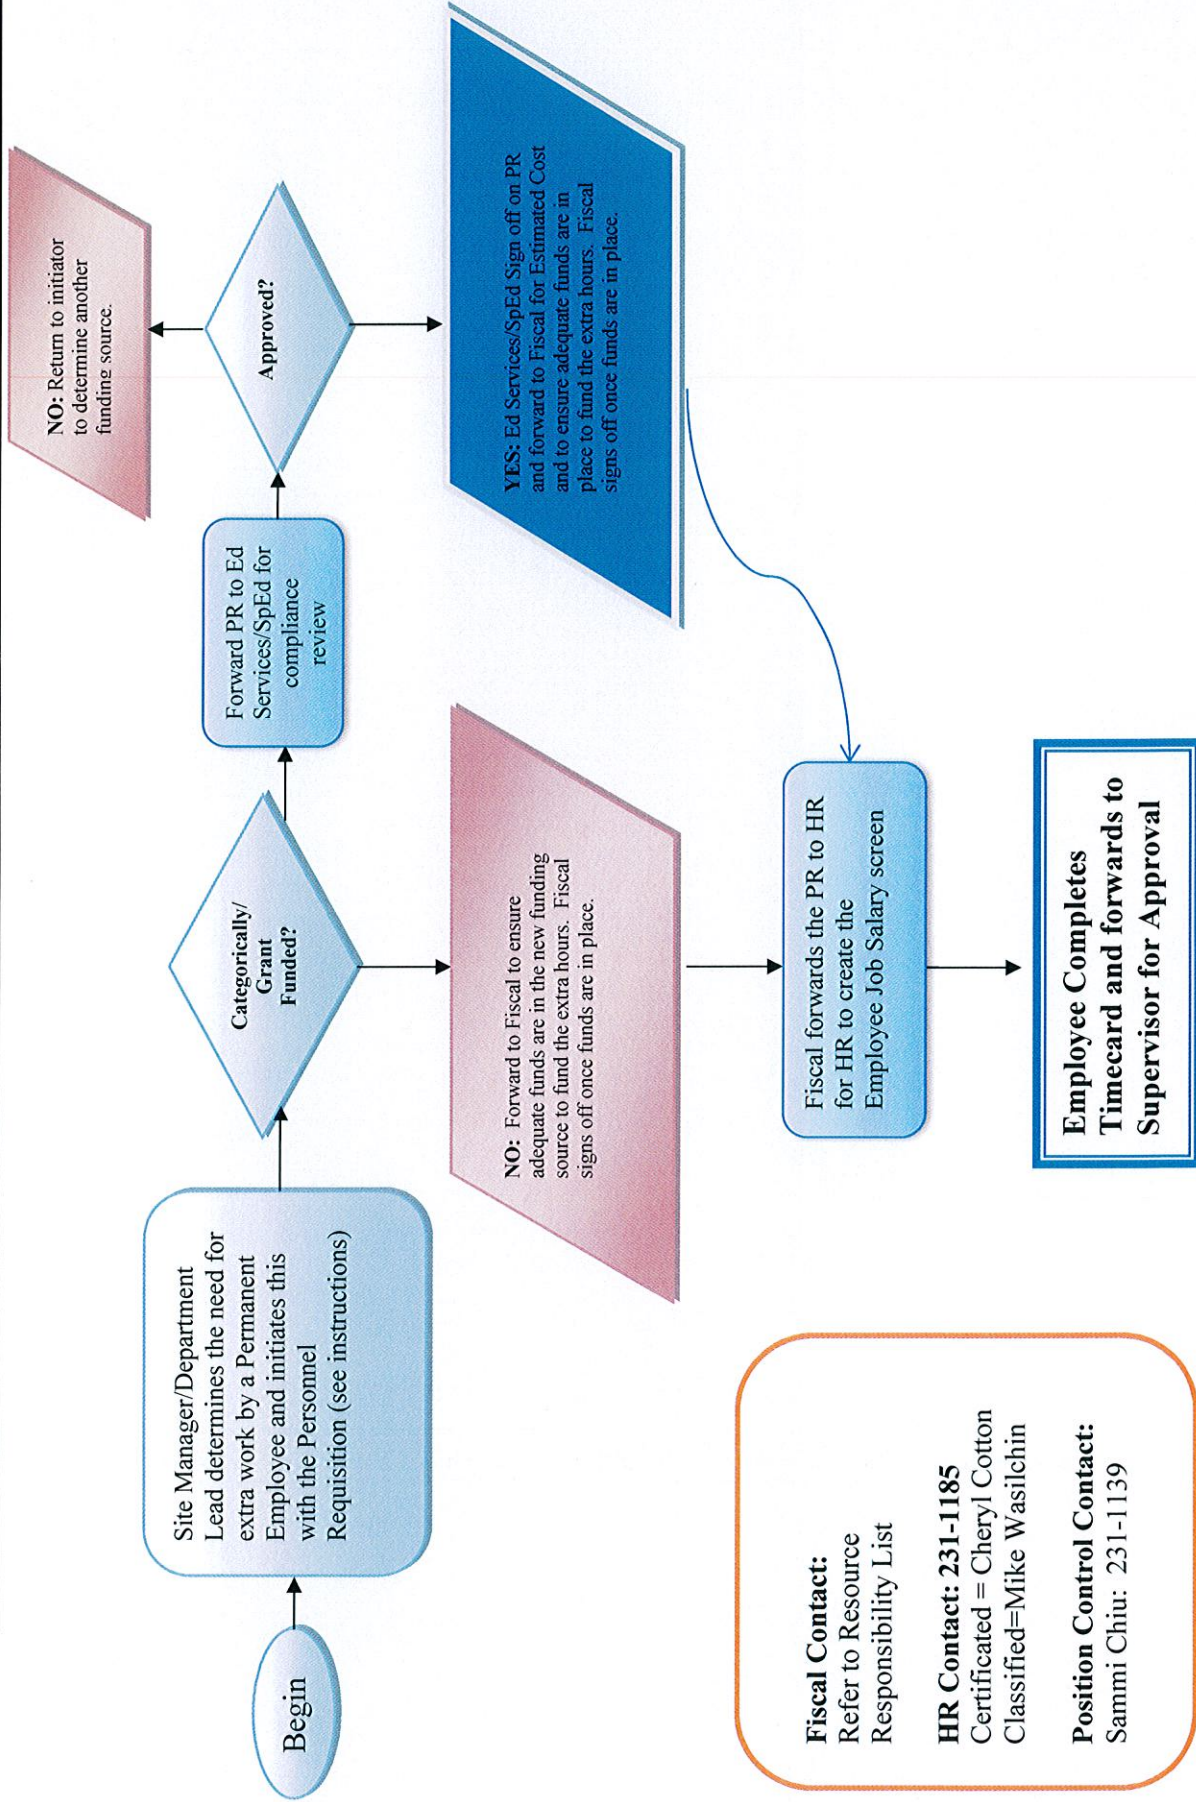 Begin
Site Manager/Department
Lead determines the need for
extra work by a Permanent
Employee and initiates this
with the Personnel
Requisition (see instructions)
Categorically/
Grant
Funded?
Forward PR to Ed
Services/SpEd for
compliance
review
Approved?
NO: Return to initiator
to determine another
funding source.
YES: Ed Services/SpEd Sign off on PR
and forward to Fiscal for Estimated Cost
and to ensure adequate funds are in
place to fund the extra hours. Fiscal
signs off once funds are in place.
NO: Forward to Fiscal to ensure
adequate funds are in the new funding
source to fund the extra hours. Fiscal
signs off once funds are in place.
Fiscal forwards the PR to HR
for HR to create the
Employee Job Salary screen
Employee Completes
Timecard and forwards to
Supervisor for Approval
Fiscal Contact:
Refer to Resource
Responsibility List
HR Contact: 231-1185
Certificated = Cheryl Cotton
Classified=Mike Wasilchin
Position Control Contact:
Sammi Chiu: 231-1139